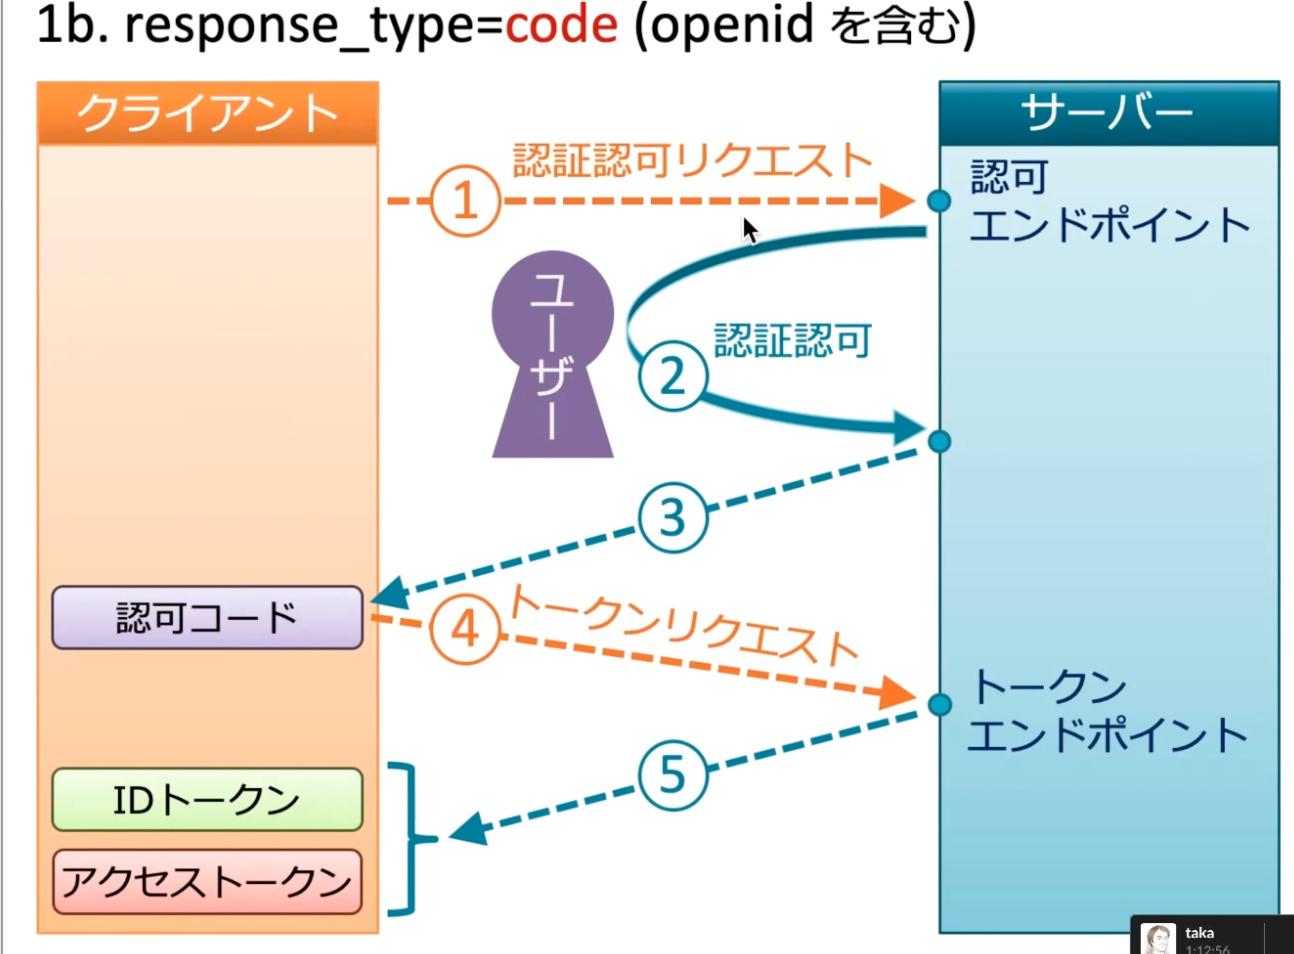 1b. response_type=code (openid を含む)
クライアント
サーバー
認証認可リクエスト
1
認可
エンドポイント
ユーザー
認証認可
2
3
認可コード
4
トークンリクエスト
トークン
エンドポイント
5
IDトークン
アクセストークン
taka
1:12:56